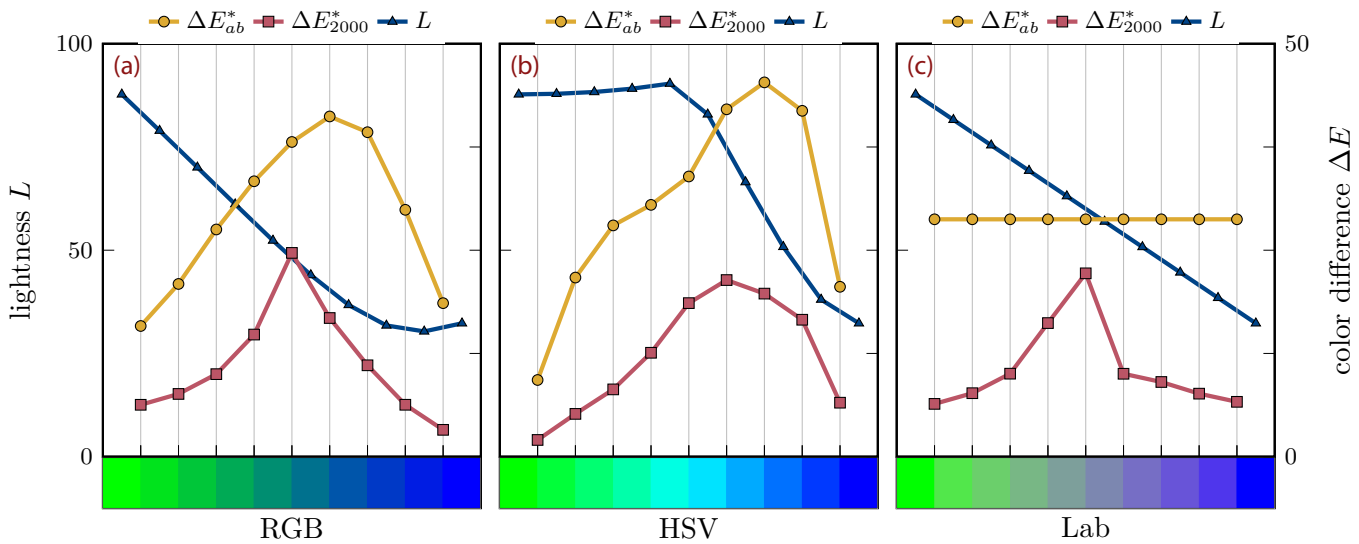 ΔE*ab ΔE*2000 L ΔE*ab ΔE*2000 L ΔE*ab ΔE*2000 L
100 (a) (b) (c) 50
lightness L
50
color difference ΔE
0 0
RGB HSV Lab